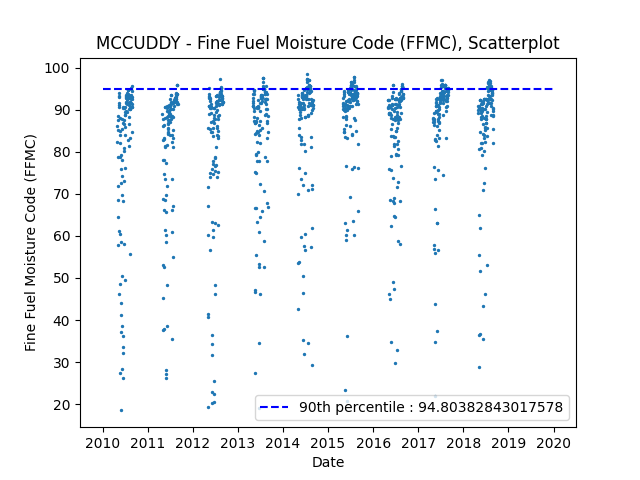 MCCUDDY - Fine Fuel Moisture Code (FFMC), Scatterplot
Fine Fuel Moisture Code (FFMC)
100
90
80
70
60
50
40
30
20
90th percentile : 94.80382843017578
2010 2011 2012 2013 2014 2015 2016 2017 2018 2019 2020
Date